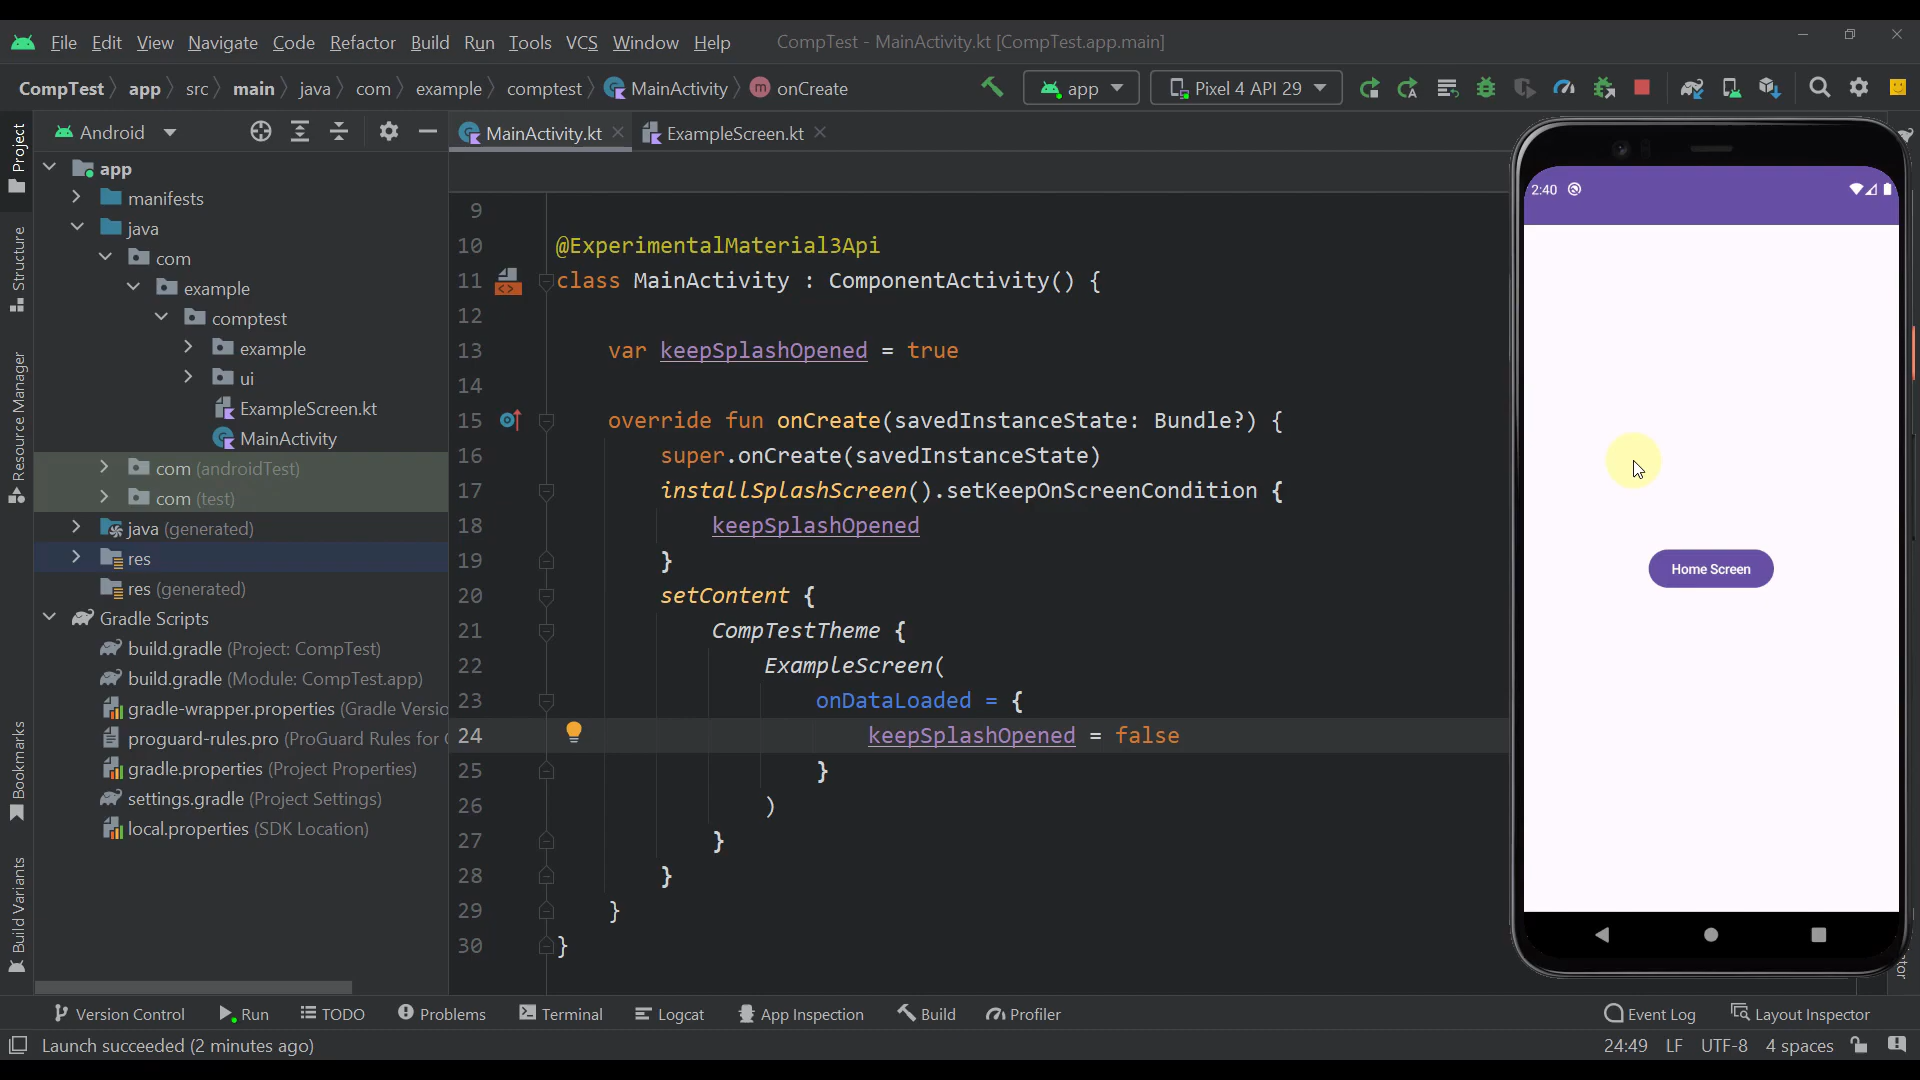 File Edit View Navigate Code Refactor Build Run Tools VCS Window Help CompTest - MainActivity.kt [CompTest.app.main]
CompTest app src main java com example comptest MainActivity onCreate app Pixel 4 API 29
Project
Structure
Resource Manager
Bookmarks
Build Variants
Android
app
manifests
java
com
example
comptest
example
ui
ExampleScreen.kt
MainActivity
com (androidTest)
com (test)
java (generated)
res
res (generated)
Gradle Scripts
build.gradle (Project: CompTest)
build.gradle (Module: CompTest.app)
gradle-wrapper.properties (Gradle Versio
proguard-rules.pro (ProGuard Rules for
gradle.properties (Project Properties)
settings.gradle (Project Settings)
local.properties (SDK Location)
MainActivity.kt ExampleScreen.kt
9
10 @ExperimentalMaterial3Api
11 class MainActivity : ComponentActivity() {
12
13 var keepSplashOpened = true
14
15 override fun onCreate(savedInstanceState: Bundle?) {
16 super.onCreate(savedInstanceState)
17 installSplashScreen().setKeepOnScreenCondition {
18 keepSplashOpened
19 }
20 setContent {
21 CompTestTheme {
22 ExampleScreen(
23 onDataLoaded = {
24 keepSplashOpened = false
25 }
26 )
27 }
28 }
29 }
30 }
2:40
Home Screen
Version Control Run TODO Problems Terminal Logcat App Inspection Build Profiler Event Log Layout Inspector
Launch succeeded (2 minutes ago) 24:49 LF UTF-8 4 spaces